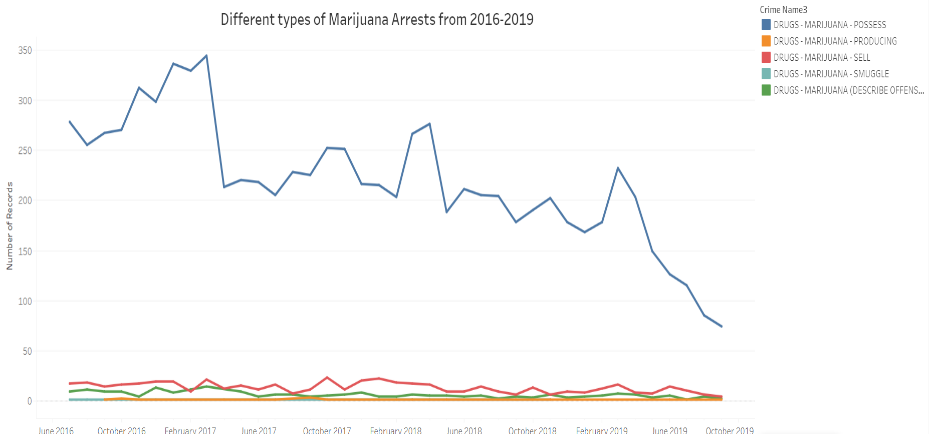 Different types of Marijuana Arrests from 2016-2019
Crime Name3
DRUGS - MARIJUANA - POSSESS
DRUGS - MARIJUANA - PRODUCING
DRUGS - MARIJUANA - SELL
DRUGS - MARIJUANA - SMUGGLE
DRUGS - MARIJUANA (DESCRIBE OFFENS...
Number of Records
350
300
250
200
150
100
50
0
June 2016 October 2016 February 2017 June 2017 October 2017 February 2018 June 2018 October 2018 February 2019 June 2019 October 2019